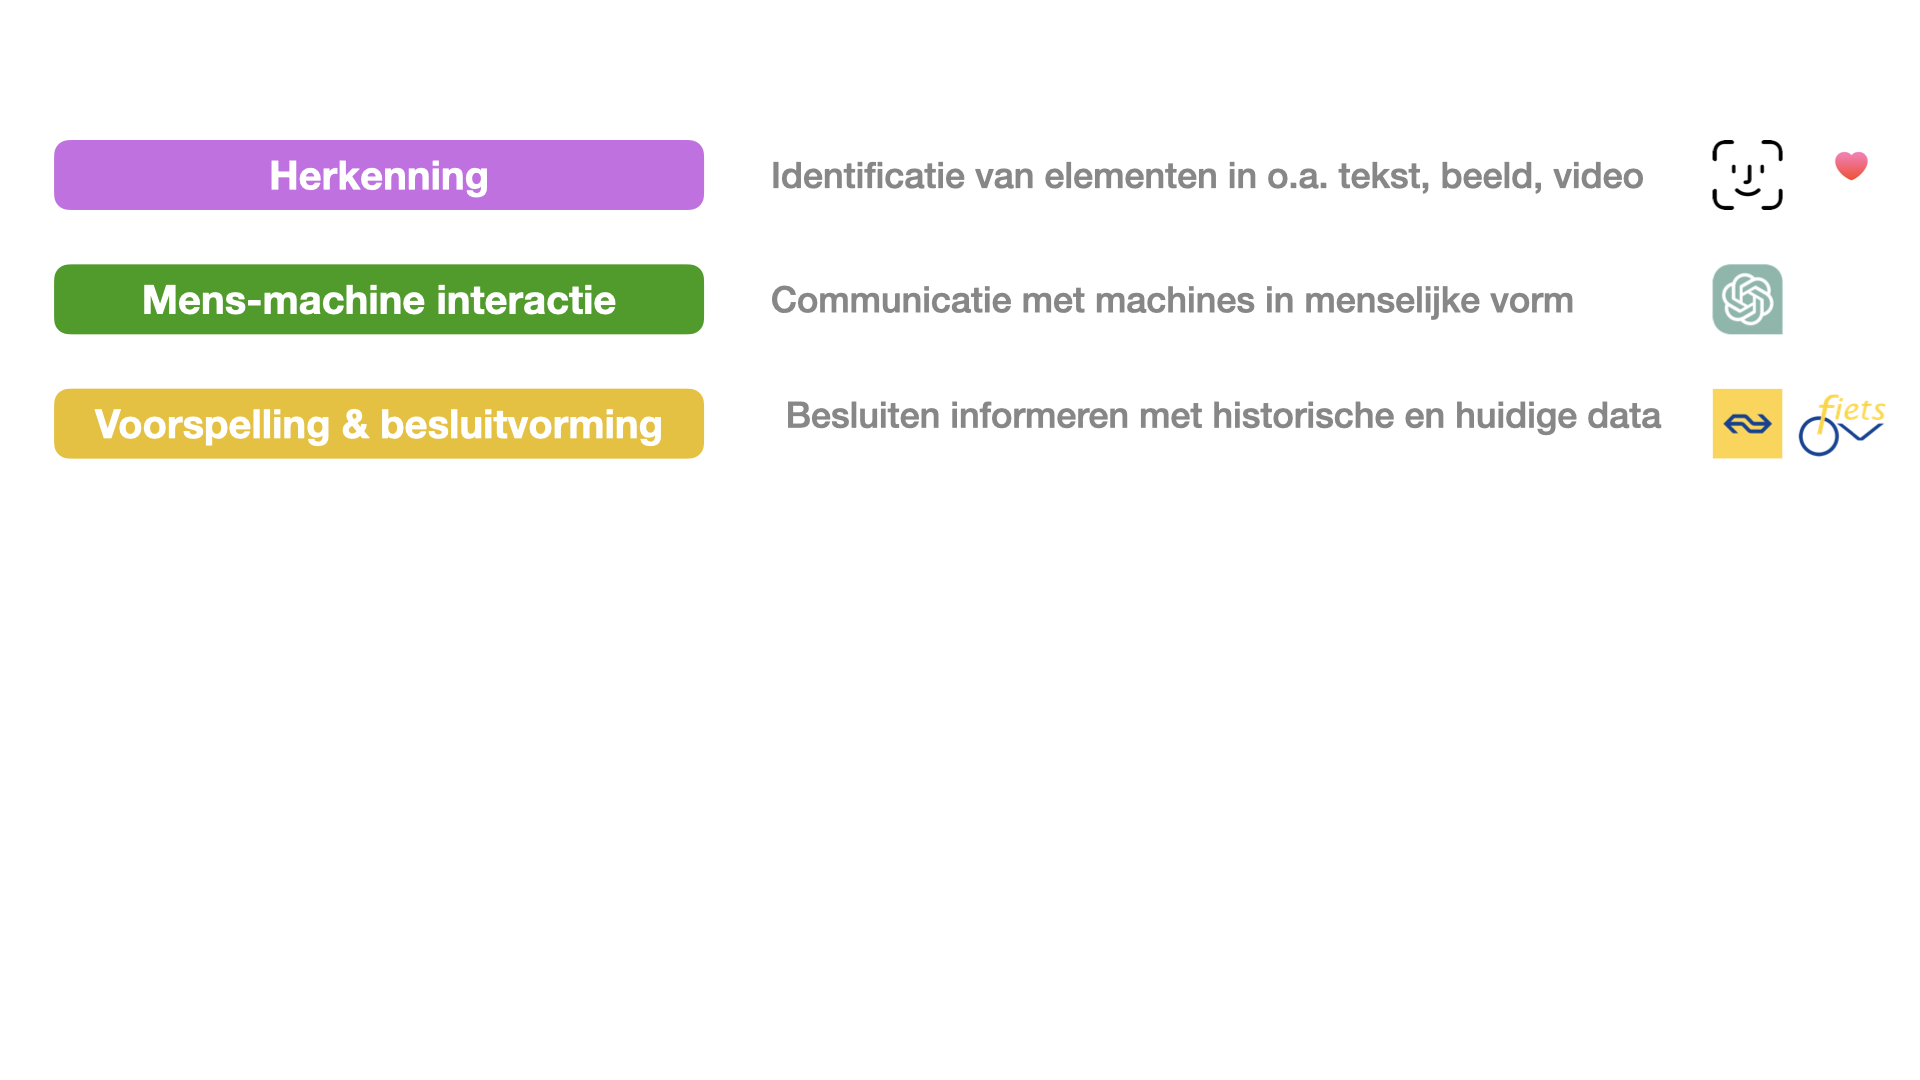 Herkenning
Identificatie van elementen in o.a. tekst, beeld, video
Mens-machine interactie
Communicatie met machines in menselijke vorm
Voorspelling & besluitvorming
Besluiten informeren met historische en huidige data
fiets